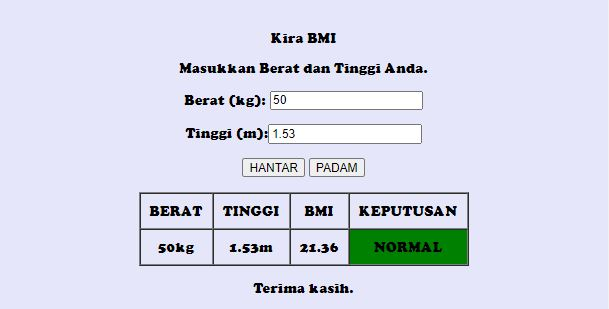 Kira BMI
Masukkan Berat dan Tinggi Anda.
Berat (kg): 50
Tinggi (m): 1.53
HANTAR PADAM
BERAT TINGGI BMI KEPUTUSAN
50kg 1.53m 21.36 NORMAL
Terima kasih.